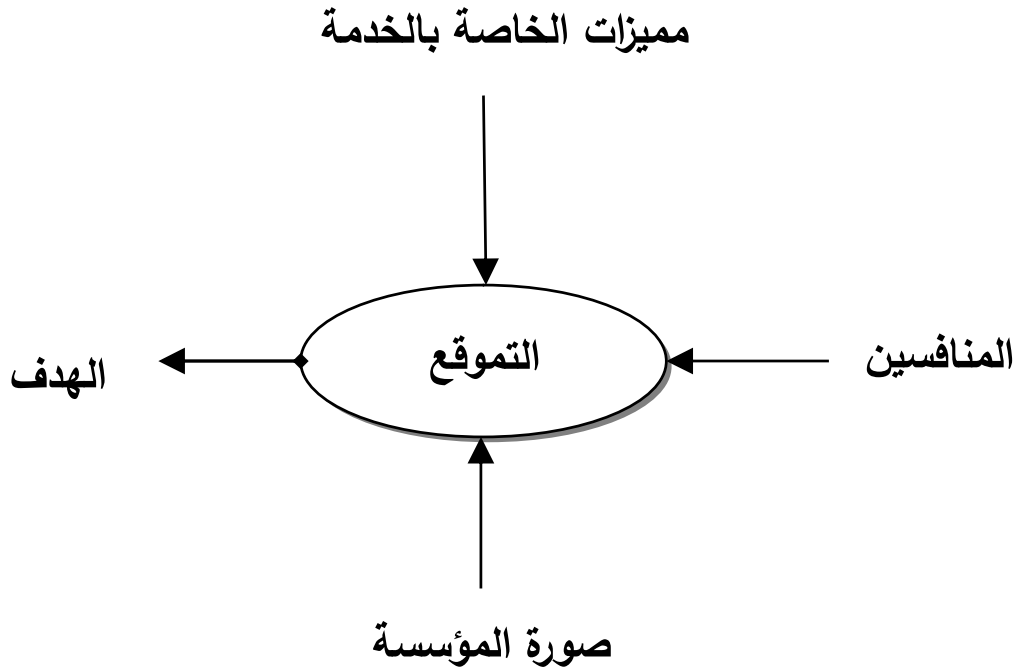 مميزات الخاصة بالخدمة
المنافسين
التموقع
الهدف
صورة المؤسسة